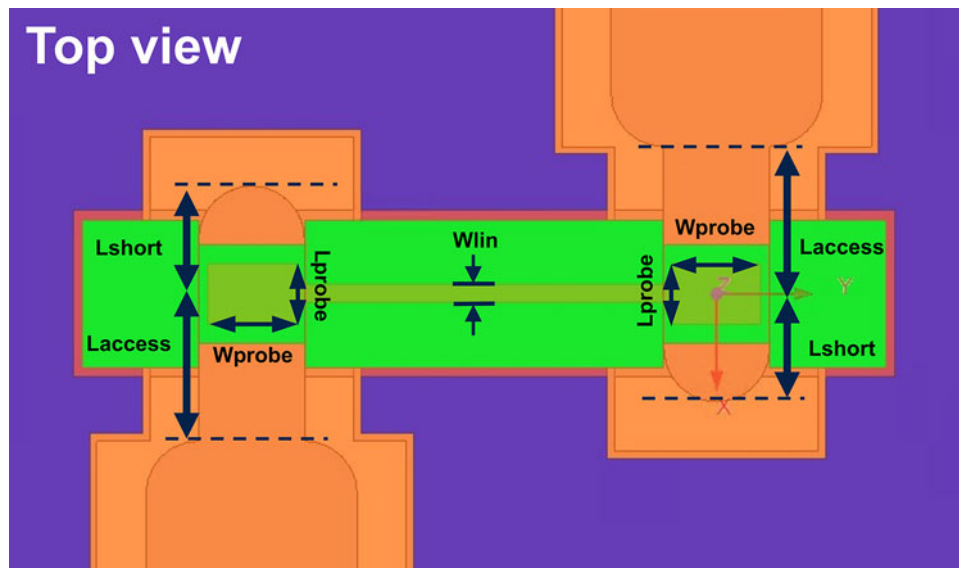 Top view
Lshort
Laccess
Lprobe
Wprobe
Wlin
Wprobe
Lprobe
Laccess
Lshort
Z
Y
X